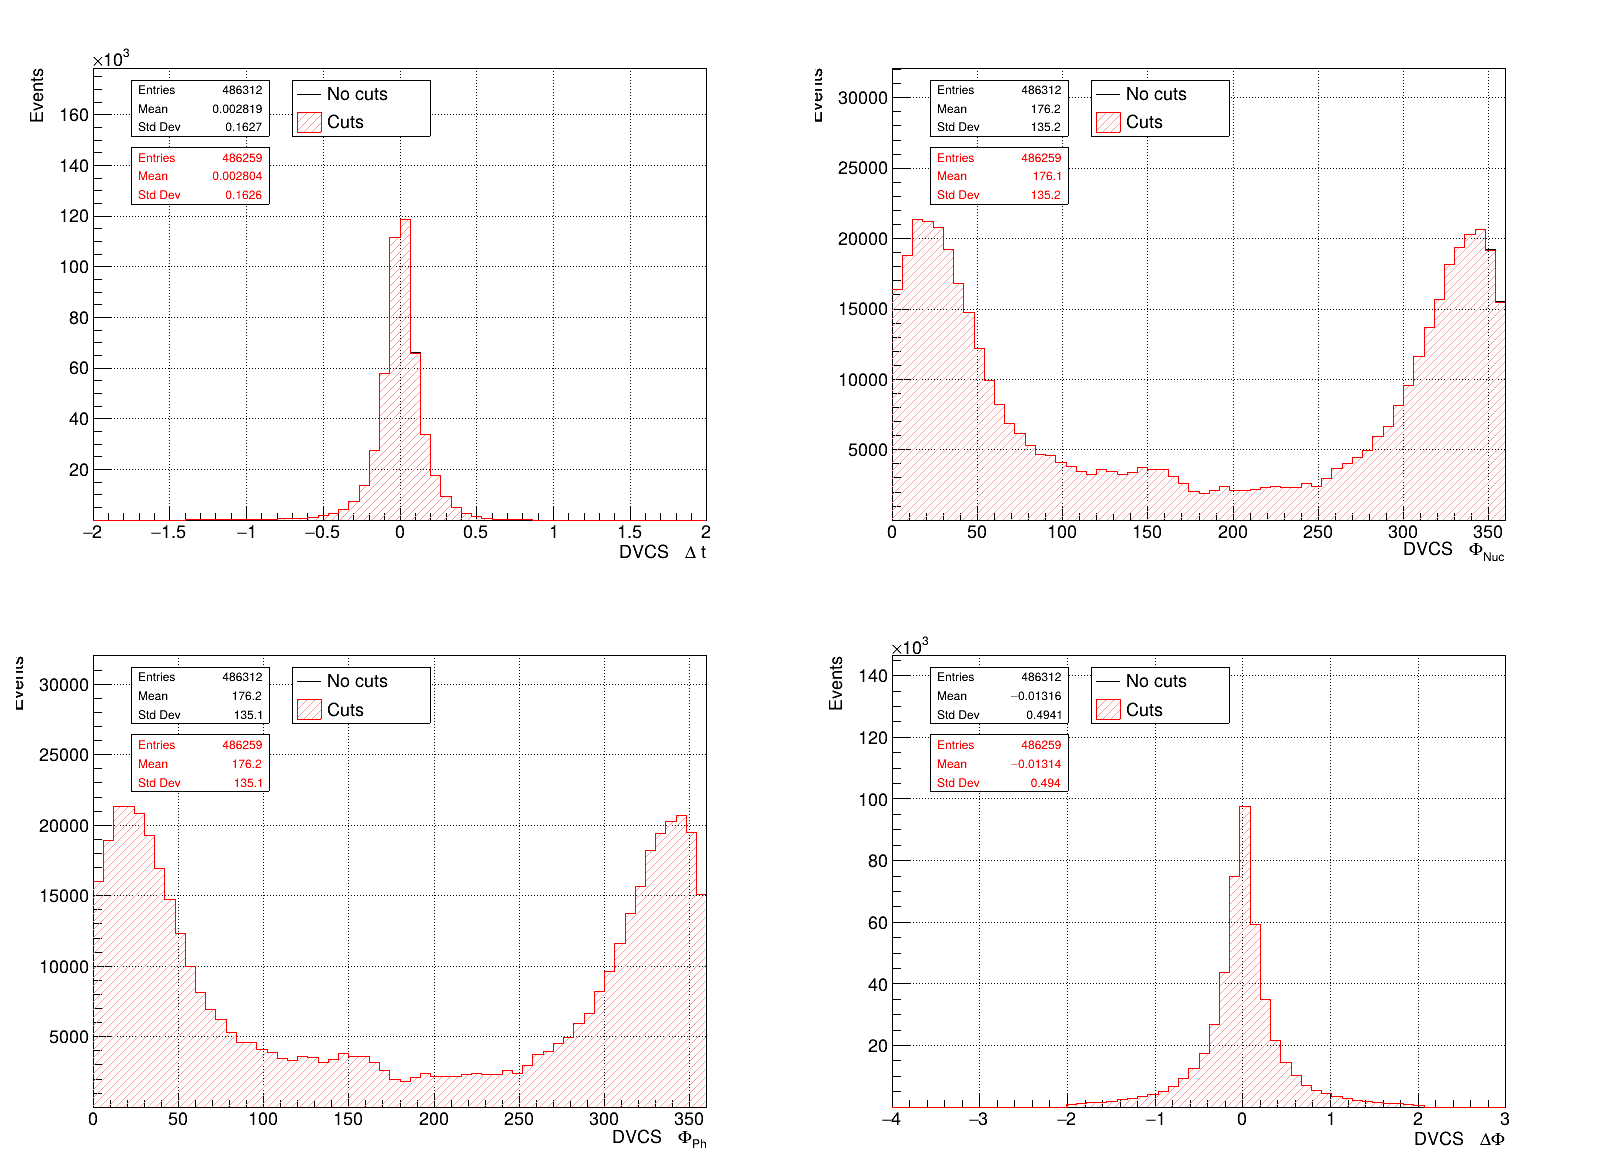 ×10³
Events
160
140
120
100
80
60
40
20
−2 −1.5 −1 −0.5 0 0.5 1 1.5 2
DVCS Δ t
Entries 486312
Mean 0.002819
Std Dev 0.1627
Entries 486259
Mean 0.002804
Std Dev 0.1626
No cuts
Cuts
Events
30000
25000
20000
15000
10000
5000
0 50 100 150 200 250 300 350
DVCS Φ_Nuc
Entries 486312
Mean 176.2
Std Dev 135.2
Entries 486259
Mean 176.1
Std Dev 135.2
No cuts
Cuts
Events
30000
25000
20000
15000
10000
5000
0 50 100 150 200 250 300 350
DVCS Φ_Ph
Entries 486312
Mean 176.2
Std Dev 135.1
Entries 486259
Mean 176.2
Std Dev 135.1
No cuts
Cuts
×10³
Events
140
120
100
80
60
40
20
−4 −3 −2 −1 0 1 2 3
DVCS ΔΦ
Entries 486312
Mean −0.01316
Std Dev 0.4941
Entries 486259
Mean −0.01314
Std Dev 0.494
No cuts
Cuts